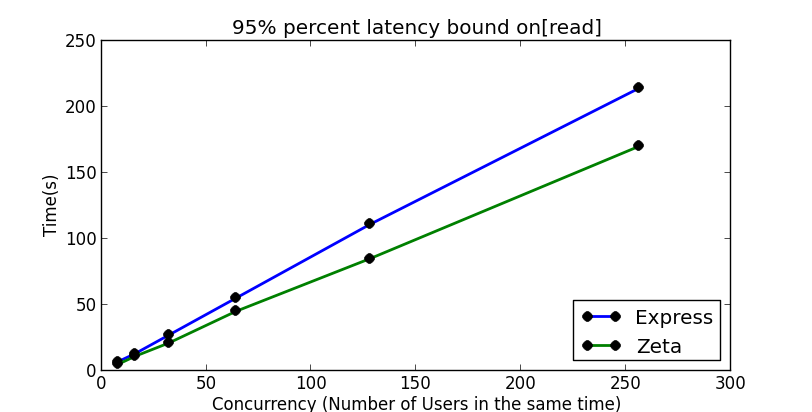 95% percent latency bound on[read]
250
200
150
100
50
0
Time(s)
0 50 100 150 200 250 300
Concurrency (Number of Users in the same time)
Express
Zeta